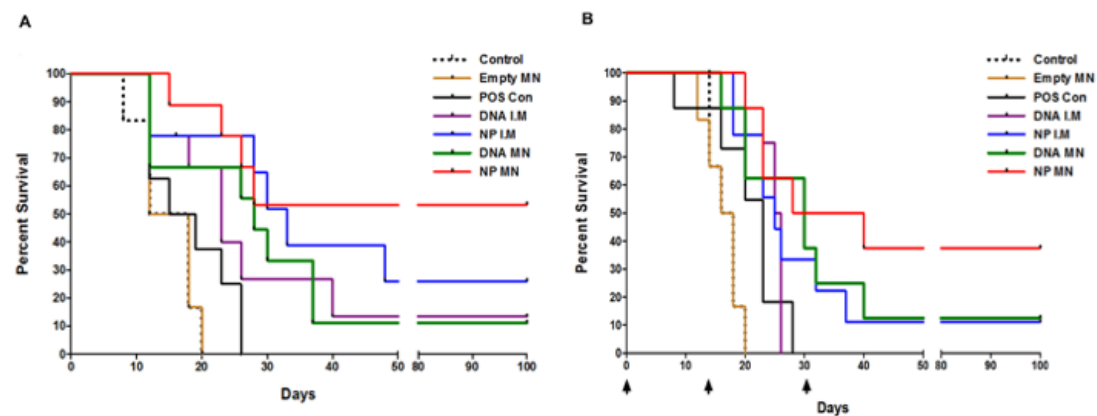 A
Percent Survival
100
90
80
70
60
50
40
30
20
10
0
0 10 20 30 40 50 80 90 100
Days
Control
Empty MN
POS Con
DNA I.M
NP I.M
DNA MN
NP MN
B
Percent Survival
100
90
80
70
60
50
40
30
20
10
0
0 10 20 30 40 50 80 90 100
Days
Control
Empty MN
POS Con
DNA I.M
NP I.M
DNA MN
NP MN